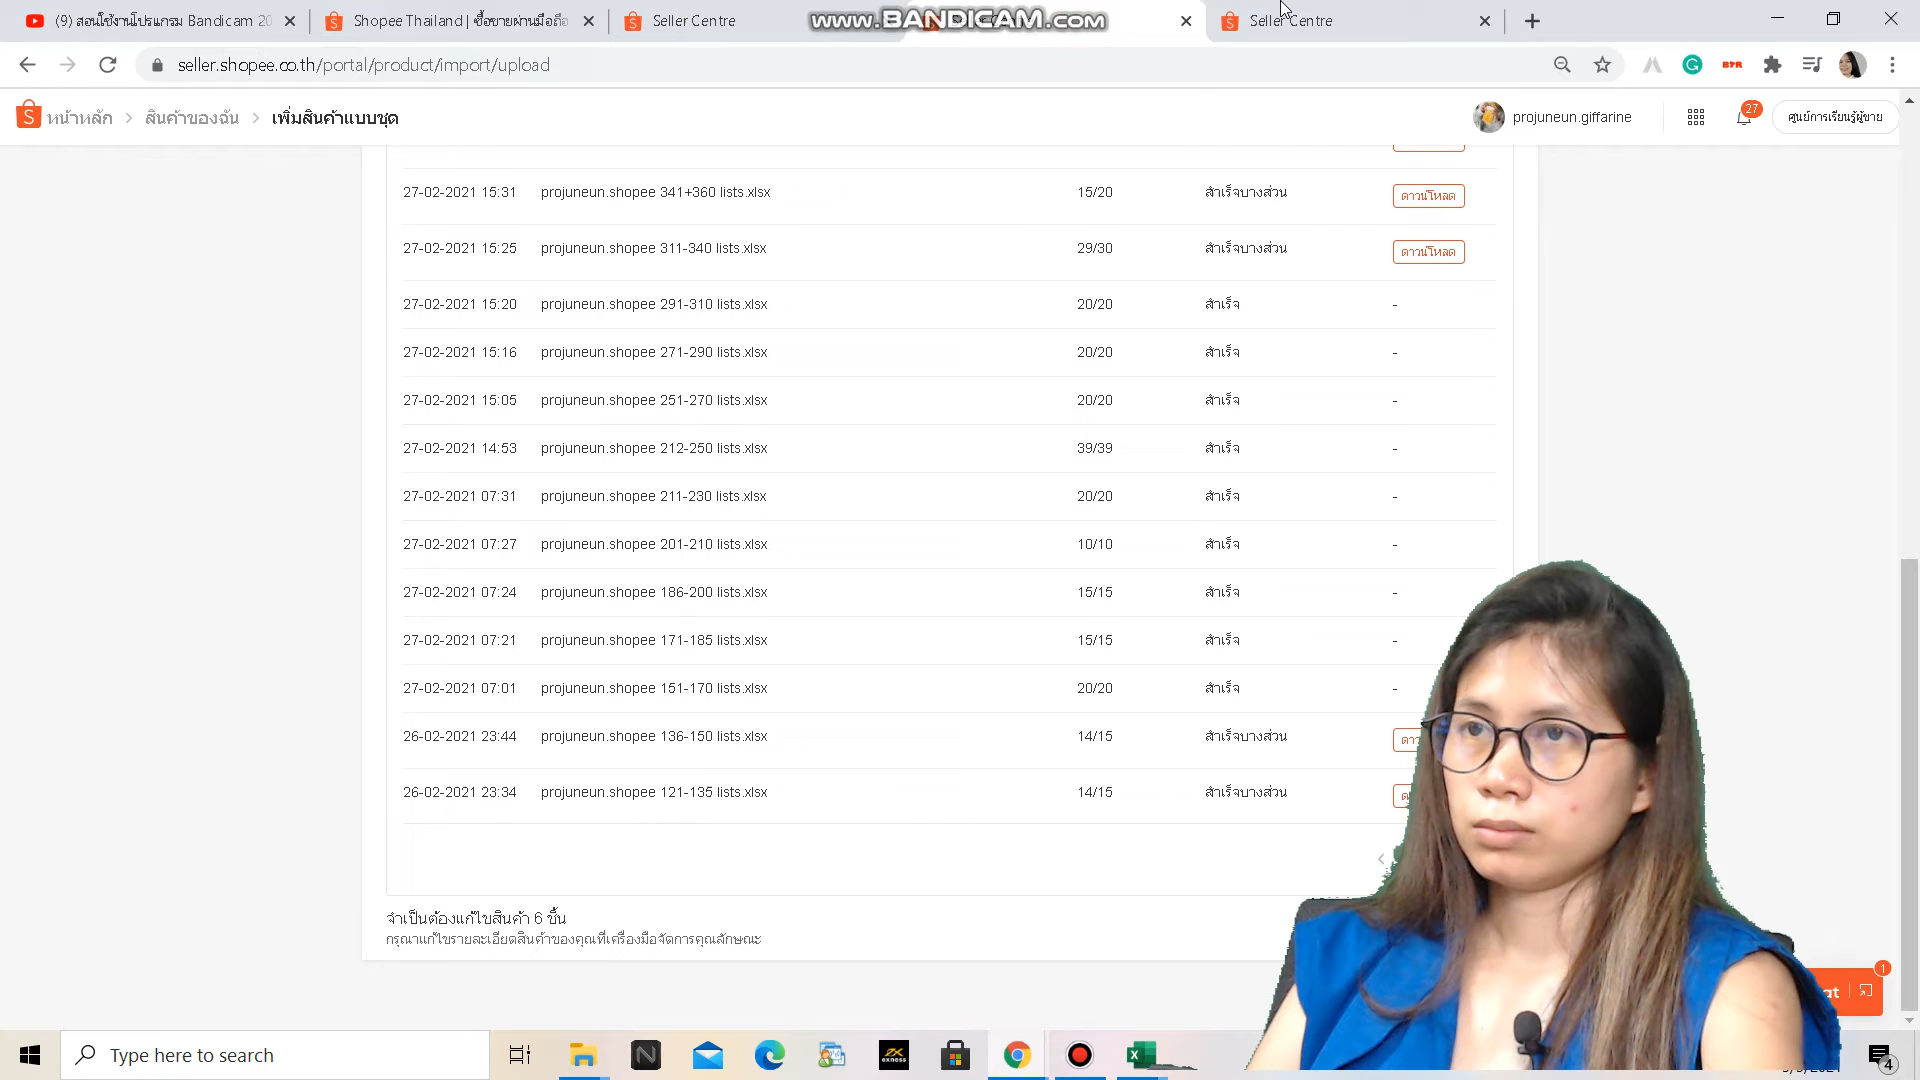 (9) สอนใช้งานโปรแกรม Bandicam 20
Shopee Thailand | ซื้อขายผ่านมือถือ
Seller Centre
www.BANDICAM.com
Seller Centre
seller.shopee.co.th/portal/product/import/upload
หน้าหลัก > สินค้าของฉัน > เพิ่มสินค้าแบบชุด
projuneun.giffarine
27
ศูนย์การเรียนรู้ผู้ขาย
27-02-2021 15:31 projuneun.shopee 341+360 lists.xlsx 15/20 สำเร็จบางส่วน ดาวน์โหลด
27-02-2021 15:25 projuneun.shopee 311-340 lists.xlsx 29/30 สำเร็จบางส่วน ดาวน์โหลด
27-02-2021 15:20 projuneun.shopee 291-310 lists.xlsx 20/20 สำเร็จ -
27-02-2021 15:16 projuneun.shopee 271-290 lists.xlsx 20/20 สำเร็จ -
27-02-2021 15:05 projuneun.shopee 251-270 lists.xlsx 20/20 สำเร็จ -
27-02-2021 14:53 projuneun.shopee 212-250 lists.xlsx 39/39 สำเร็จ -
27-02-2021 07:31 projuneun.shopee 211-230 lists.xlsx 20/20 สำเร็จ -
27-02-2021 07:27 projuneun.shopee 201-210 lists.xlsx 10/10 สำเร็จ -
27-02-2021 07:24 projuneun.shopee 186-200 lists.xlsx 15/15 สำเร็จ -
27-02-2021 07:21 projuneun.shopee 171-185 lists.xlsx 15/15 สำเร็จ -
27-02-2021 07:01 projuneun.shopee 151-170 lists.xlsx 20/20 สำเร็จ -
26-02-2021 23:44 projuneun.shopee 136-150 lists.xlsx 14/15 สำเร็จบางส่วน
26-02-2021 23:34 projuneun.shopee 121-135 lists.xlsx 14/15 สำเร็จบางส่วน
จำเป็นต้องแก้ไขสินค้า 6 ชิ้น
กรุณาแก้ไขรายละเอียดสินค้าของคุณที่เครื่องมือจัดการคุณลักษณะ
1
Type here to search
exness
4